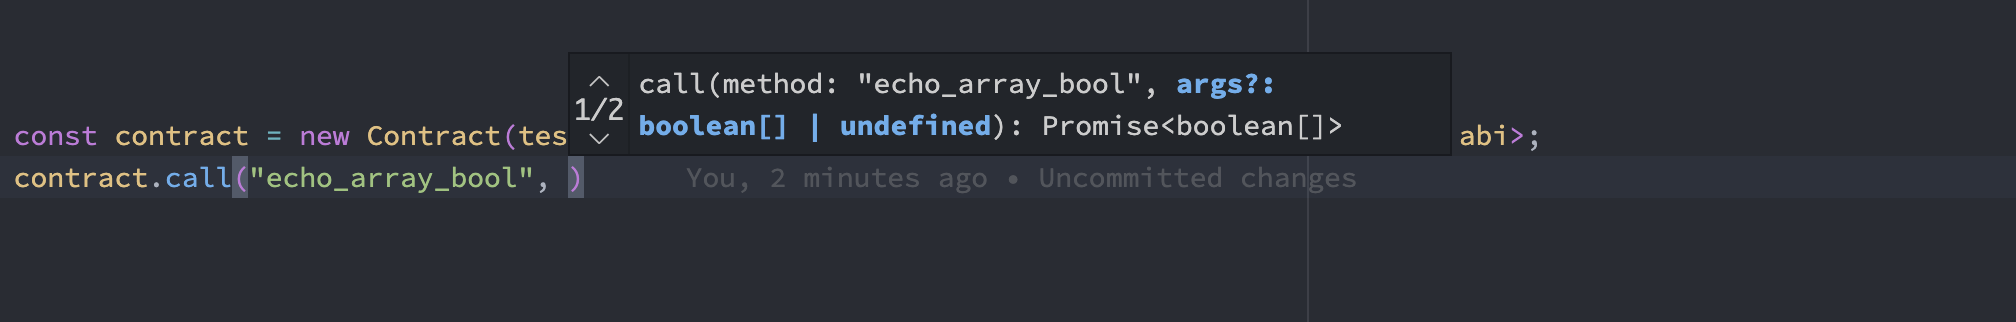 call(method: "echo_array_bool", args?:
1/2
boolean[] | undefined): Promise<boolean[]>
const contract = new Contract(tes abi>;
contract.call("echo_array_bool", ) You, 2 minutes ago • Uncommitted changes